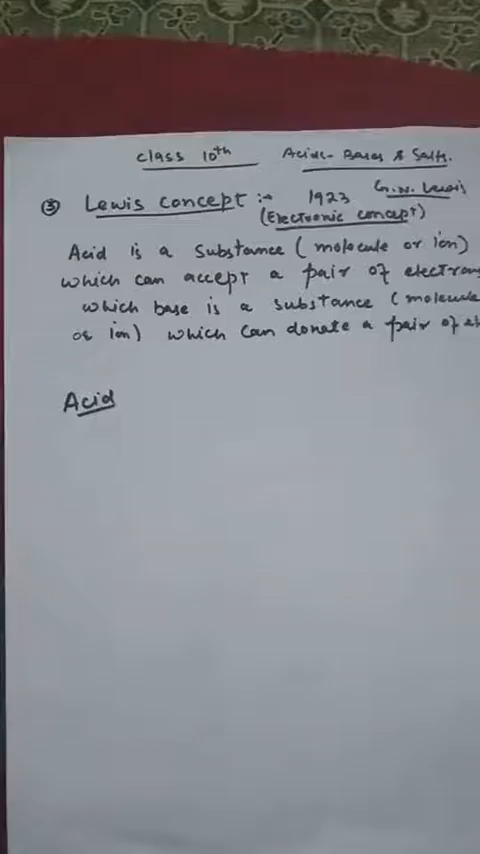 class 10th Acids- Bases & Salts.
③ Lewis concept :- 1923 G.N. Lewis
(Electronic concept)
Acid is a substance ( molecule or ion)
which can accept a pair of electrons
which base is a substance ( molecule
or ion) which can donate a pair of
Acid